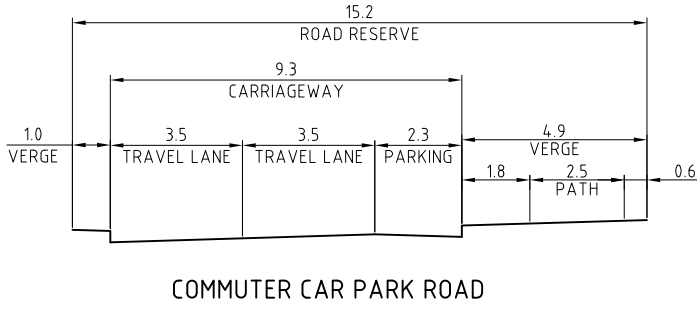 15.2
ROAD RESERVE
9.3
CARRIAGEWAY
1.0
VERGE
3.5
TRAVEL LANE
3.5
TRAVEL LANE
2.3
PARKING
4.9
VERGE
1.8
2.5
PATH
0.6
COMMUTER CAR PARK ROAD